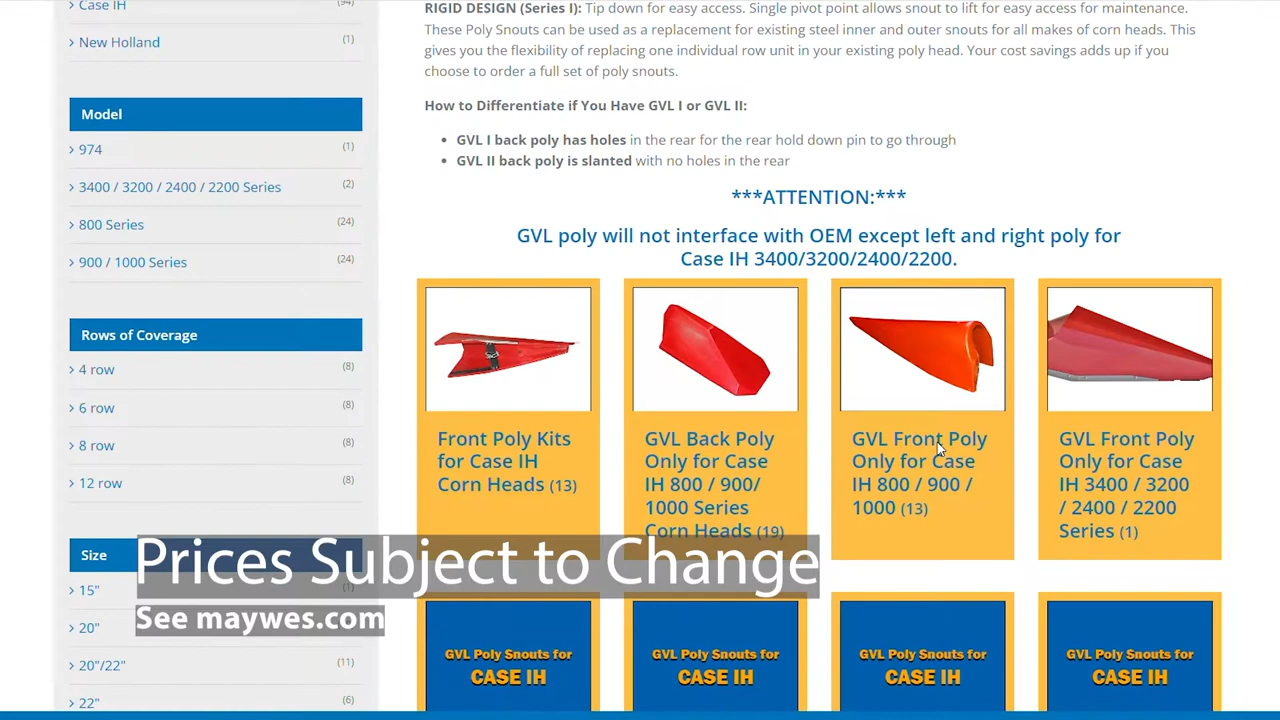 Case IH
(94)
New Holland
(1)
Model
974
(1)
3400 / 3200 / 2400 / 2200 Series
(2)
800 Series
(24)
900 / 1000 Series
(24)
Rows of Coverage
4 row
(8)
6 row
(8)
8 row
(8)
12 row
(8)
Size
15"
(1)
20"
20"/22"
(11)
22"
(6)
RIGID DESIGN (Series I): Tip down for easy access. Single pivot point allows snout to lift for easy access for maintenance.
These Poly Snouts can be used as a replacement for existing steel inner and outer snouts for all makes of corn heads. This
gives you the flexibility of replacing one individual row unit in your existing poly head. Your cost savings adds up if you
choose to order a full set of poly snouts.
How to Differentiate if You Have GVL I or GVL II:
• GVL I back poly has holes in the rear for the rear hold down pin to go through
• GVL II back poly is slanted with no holes in the rear
***ATTENTION:***
GVL poly will not interface with OEM except left and right poly for
Case IH 3400/3200/2400/2200.
Front Poly Kits
for Case IH
Corn Heads (13)
GVL Back Poly
Only for Case
IH 800 / 900/
1000 Series
Corn Heads (19)
GVL Front Poly
Only for Case
IH 800 / 900 /
1000 (13)
GVL Front Poly
Only for Case
IH 3400 / 3200
/ 2400 / 2200
Series (1)
Prices Subject to Change
See maywes.com
GVL Poly Snouts for
CASE IH
GVL Poly Snouts for
CASE IH
GVL Poly Snouts for
CASE IH
GVL Poly Snouts for
CASE IH